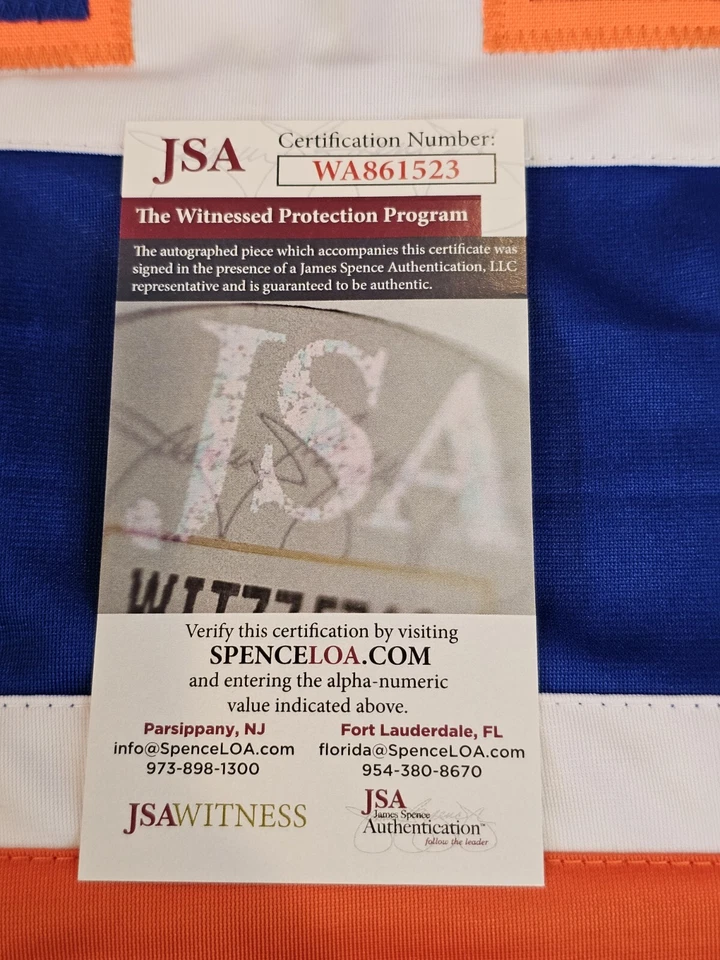 JSA
Certification Number:
WA861523
The Witnessed Protection Program
The autographed piece which accompanies this certificate was
signed in the presence of a James Spence Authentication, LLC
representative and is guaranteed to be authentic.
JSA
Verify this certification by visiting
SPENCELOA.COM
and entering the alpha-numeric
value indicated above.
Parsippany, NJ
info@SpenceLOA.com
973-898-1300
Fort Lauderdale, FL
florida@SpenceLOA.com
954-380-8670
JSAWITNESS
JSA
James Spence
Authentication™
follow the leader